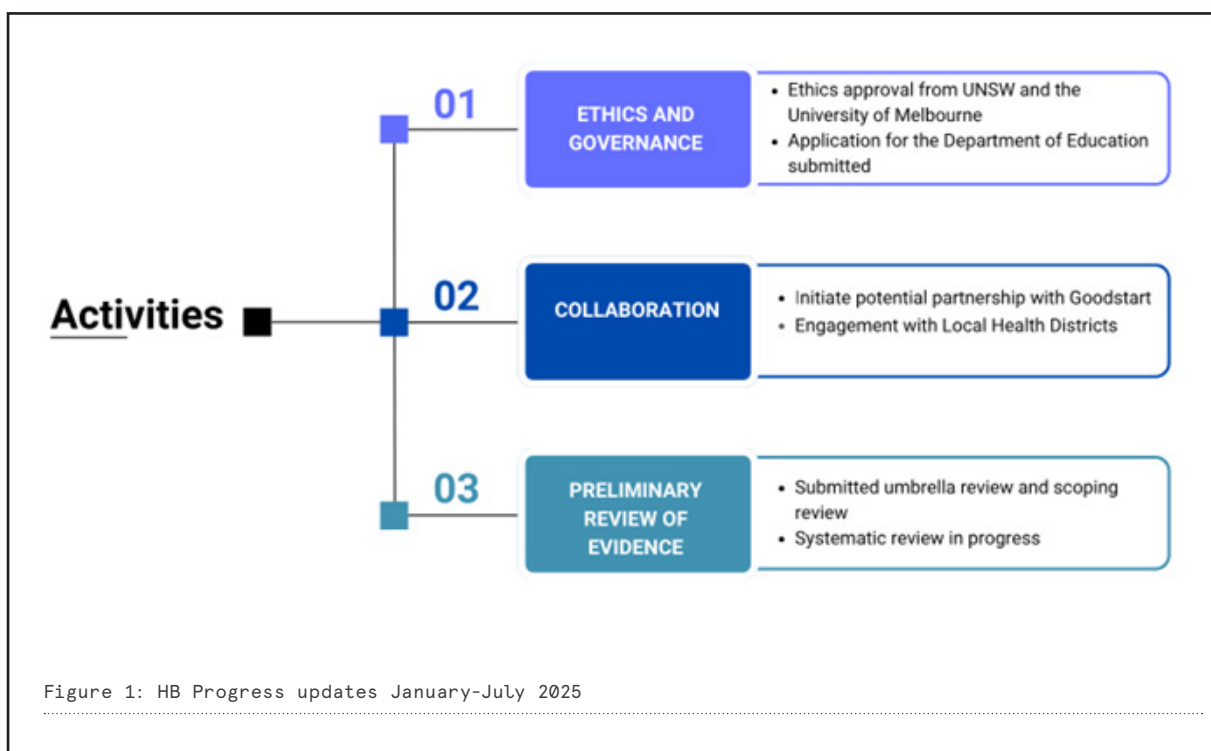 Activities
01
ETHICS AND
GOVERNANCE
• Ethics approval from UNSW and the
University of Melbourne
• Application for the Department of Education
submitted
02
COLLABORATION
• Initiate potential partnership with Goodstart
• Engagement with Local Health Districts
03
PRELIMINARY
REVIEW OF
EVIDENCE
• Submitted umbrella review and scoping
review
• Systematic review in progress
Figure 1: HB Progress updates January-July 2025